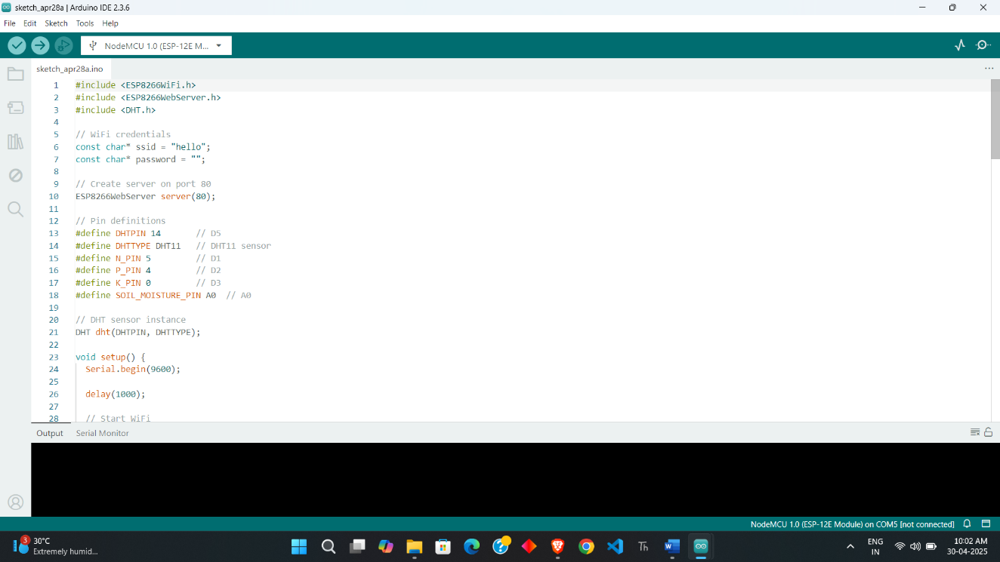 sketch_apr28a | Arduino IDE 2.3.6
File Edit Sketch Tools Help
NodeMCU 1.0 (ESP-12E M...
sketch_apr28a.ino
1 #include <ESP8266WiFi.h>
2 #include <ESP8266WebServer.h>
3 #include <DHT.h>
4
5 // WiFi credentials
6 const char* ssid = "hello";
7 const char* password = "";
8
9 // Create server on port 80
10 ESP8266WebServer server(80);
11
12 // Pin definitions
13 #define DHTPIN 14 // D5
14 #define DHTTYPE DHT11 // DHT11 sensor
15 #define N_PIN 5 // D1
16 #define P_PIN 4 // D2
17 #define K_PIN 0 // D3
18 #define SOIL_MOISTURE_PIN A0 // A0
19
20 // DHT sensor instance
21 DHT dht(DHTPIN, DHTTYPE);
22
23 void setup() {
24 Serial.begin(9600);
25
26 delay(1000);
27
28 // Start WiFi
Output Serial Monitor
NodeMCU 1.0 (ESP-12E Module) on COM5 [not connected]
3 30°C
Extremely humid...
Th
ENG
IN
10:02 AM
30-04-2025